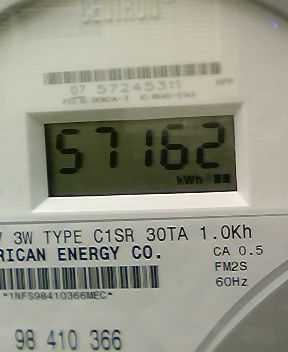 07 57245311
57162
kWh
3W TYPE C1SR 30TA 1.0Kh
RICAN ENERGY CO.
CA 0.5
FM2S
60Hz
*1NFS98410366MEC*
98 410 366